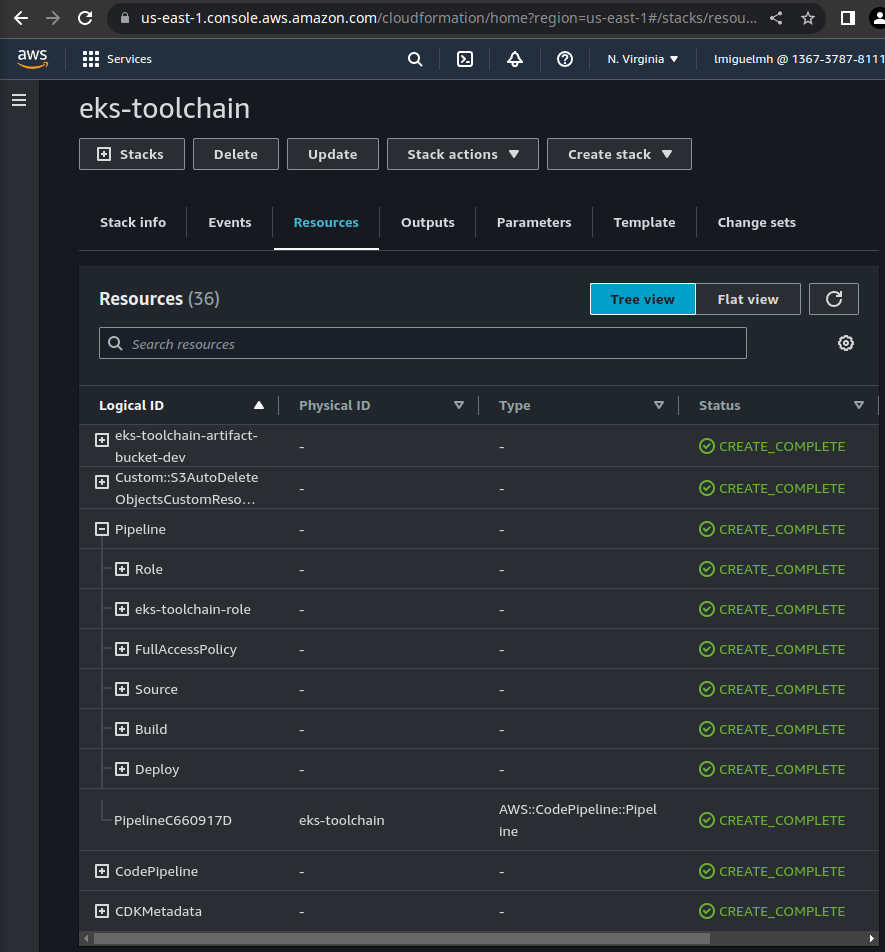 us-east-1.console.aws.amazon.com/cloudformation/home?region=us-east-1#/stacks/resou...
aws
Services
N. Virginia
lmiguelmh @ 1367-3787-8111
eks-toolchain
Stacks
Delete
Update
Stack actions
Create stack
Stack info
Events
Resources
Outputs
Parameters
Template
Change sets
Resources (36)
Tree view
Flat view
Search resources
Logical ID
Physical ID
Type
Status
eks-toolchain-artifact-
bucket-dev
-
-
CREATE_COMPLETE
Custom::S3AutoDelete
ObjectsCustomReso…
-
-
CREATE_COMPLETE
Pipeline
-
-
CREATE_COMPLETE
Role
-
-
CREATE_COMPLETE
eks-toolchain-role
-
-
CREATE_COMPLETE
FullAccessPolicy
-
-
CREATE_COMPLETE
Source
-
-
CREATE_COMPLETE
Build
-
-
CREATE_COMPLETE
Deploy
-
-
CREATE_COMPLETE
PipelineC660917D
eks-toolchain
AWS::CodePipeline::Pipel
ine
CREATE_COMPLETE
CodePipeline
-
-
CREATE_COMPLETE
CDKMetadata
-
-
CREATE_COMPLETE